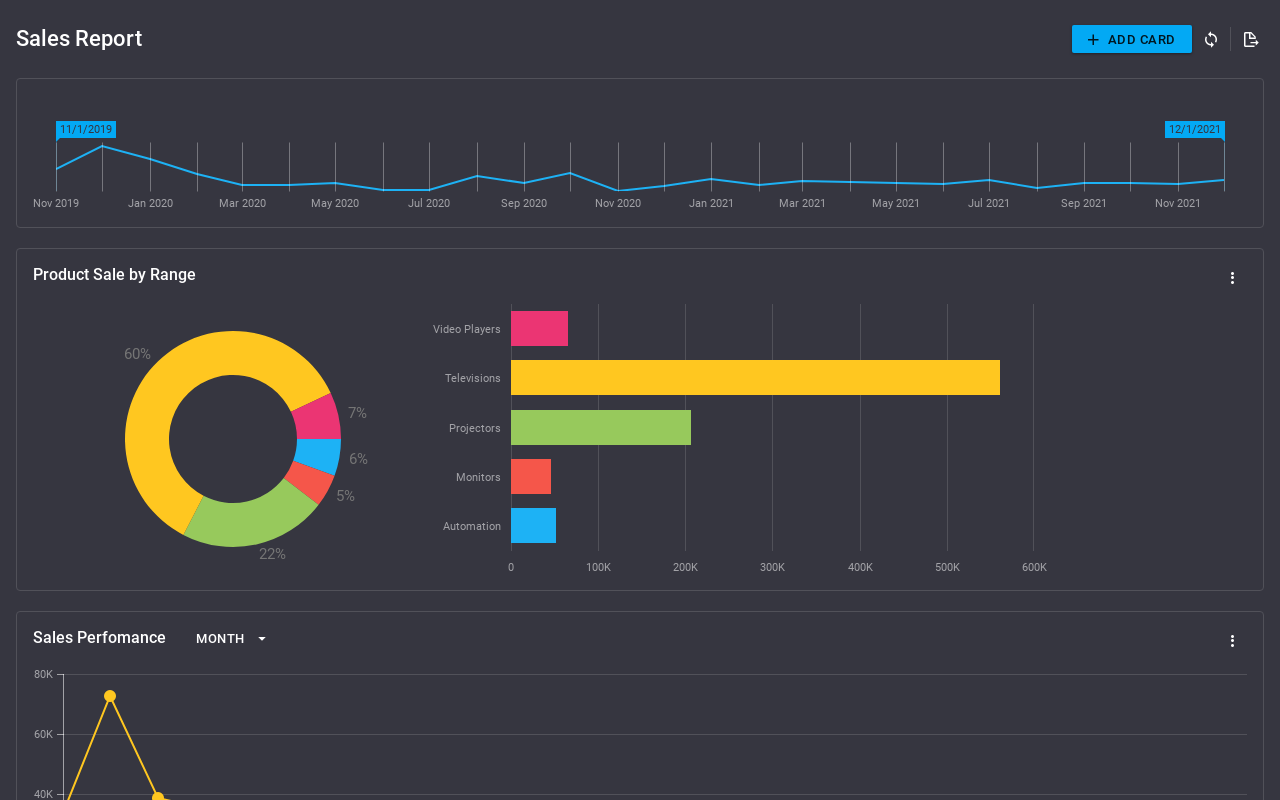 Sales Report
ADD CARD
11/1/2019
12/1/2021
Nov 2019 Jan 2020 Mar 2020 May 2020 Jul 2020 Sep 2020 Nov 2020 Jan 2021 Mar 2021 May 2021 Jul 2021 Sep 2021 Nov 2021
Product Sale by Range
60%
7%
6%
5%
22%
Video Players
Televisions
Projectors
Monitors
Automation
0 100K 200K 300K 400K 500K 600K
Sales Perfomance MONTH
80K
60K
40K